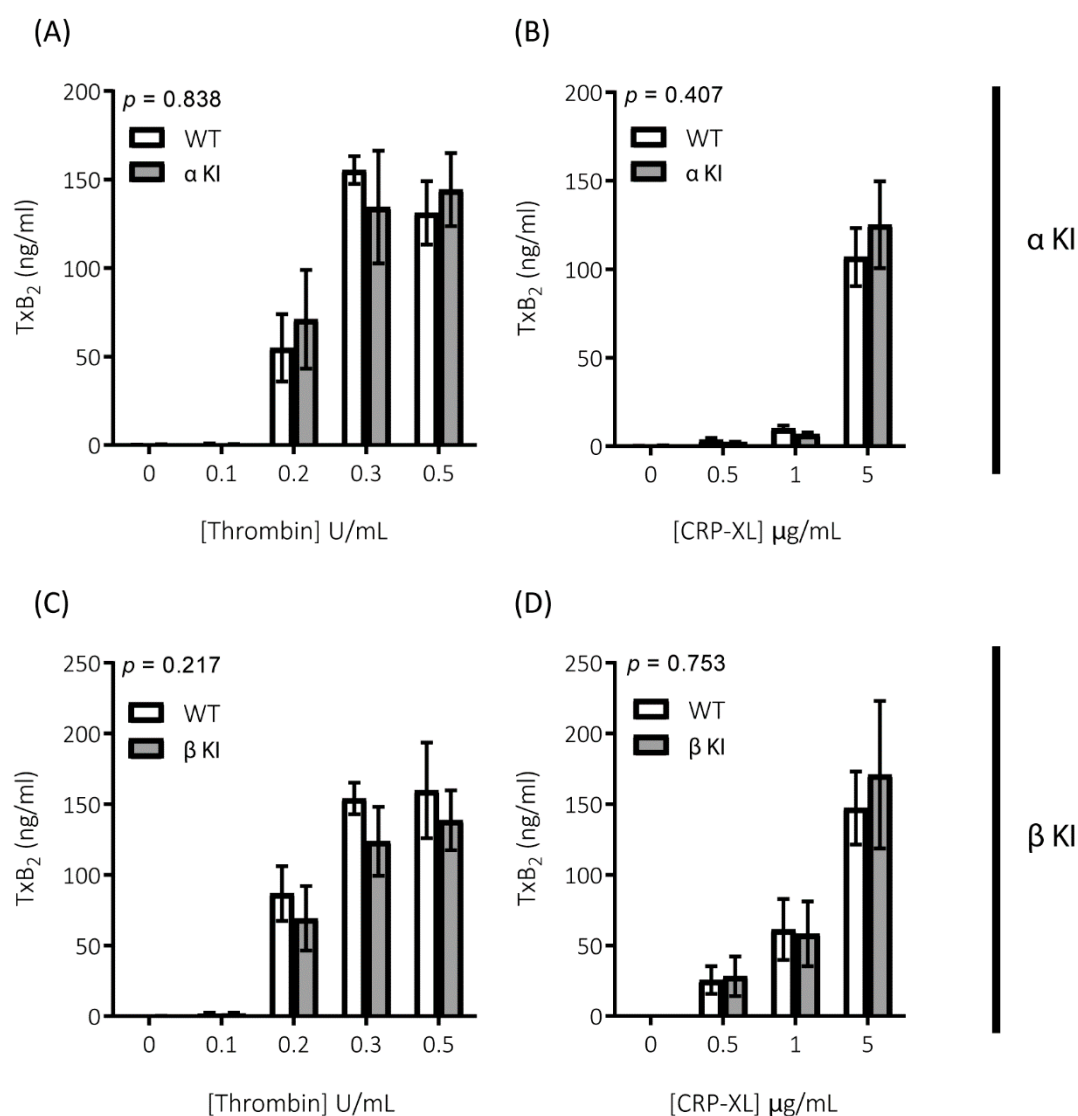 (A)
p = 0.838
WT
α KI
TxB2 (ng/ml)
200
150
100
50
0
0 0.1 0.2 0.3 0.5
[Thrombin] U/mL
(B)
p = 0.407
WT
α KI
TxB2 (ng/ml)
200
150
100
50
0
0 0.5 1 5
[CRP-XL] μg/mL
α KI
(C)
p = 0.217
WT
β KI
TxB2 (ng/ml)
250
200
150
100
50
0
0 0.1 0.2 0.3 0.5
[Thrombin] U/mL
(D)
p = 0.753
WT
β KI
TxB2 (ng/ml)
250
200
150
100
50
0
0 0.5 1 5
[CRP-XL] μg/mL
β KI